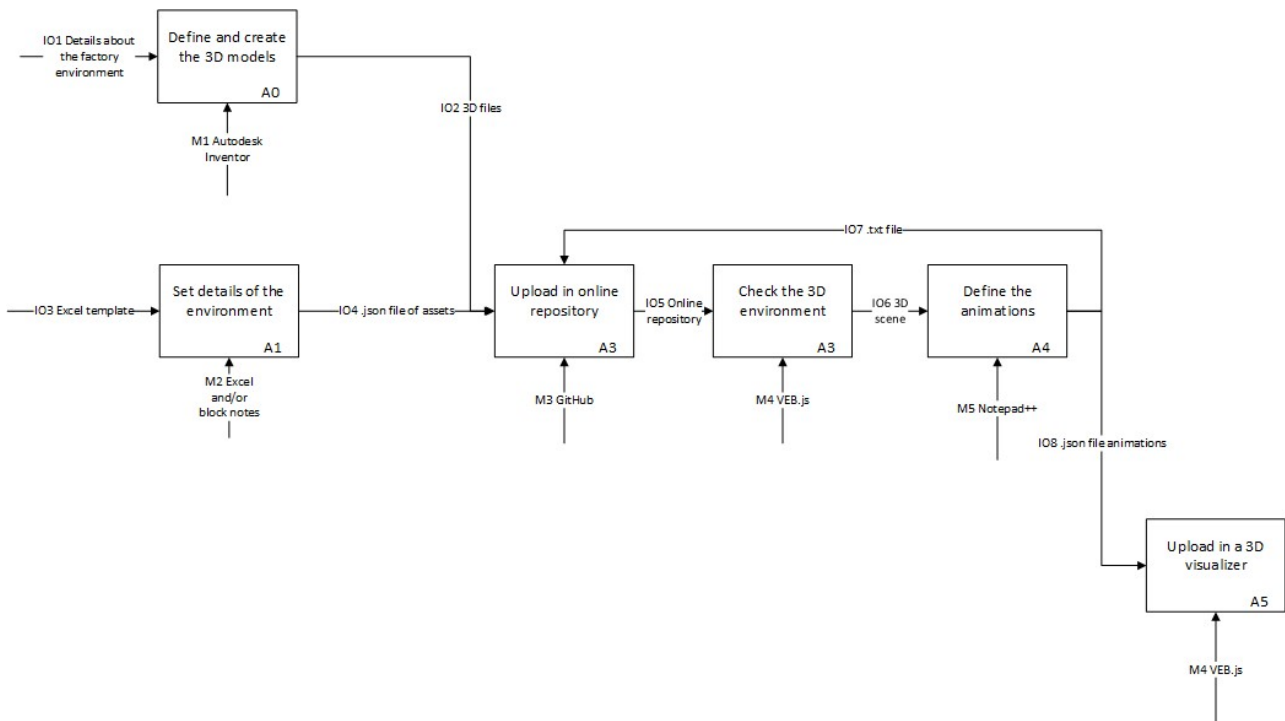 IO1 Details about
the factory
environment
Define and create
the 3D models
A0
M1 Autodesk
Inventor
IO2 3D files
IO7 .txt file
IO3 Excel template
Set details of the
environment
A1
M2 Excel
and/or
block notes
IO4 .json file of assets
Upload in online
repository
A3
M3 GitHub
IO5 Online
repository
Check the 3D
environment
A3
M4 VEB.js
IO6 3D
scene
Define the
animations
A4
M5 Notepad++
IO8 .json file animations
Upload in a 3D
visualizer
A5
M4 VEB.js